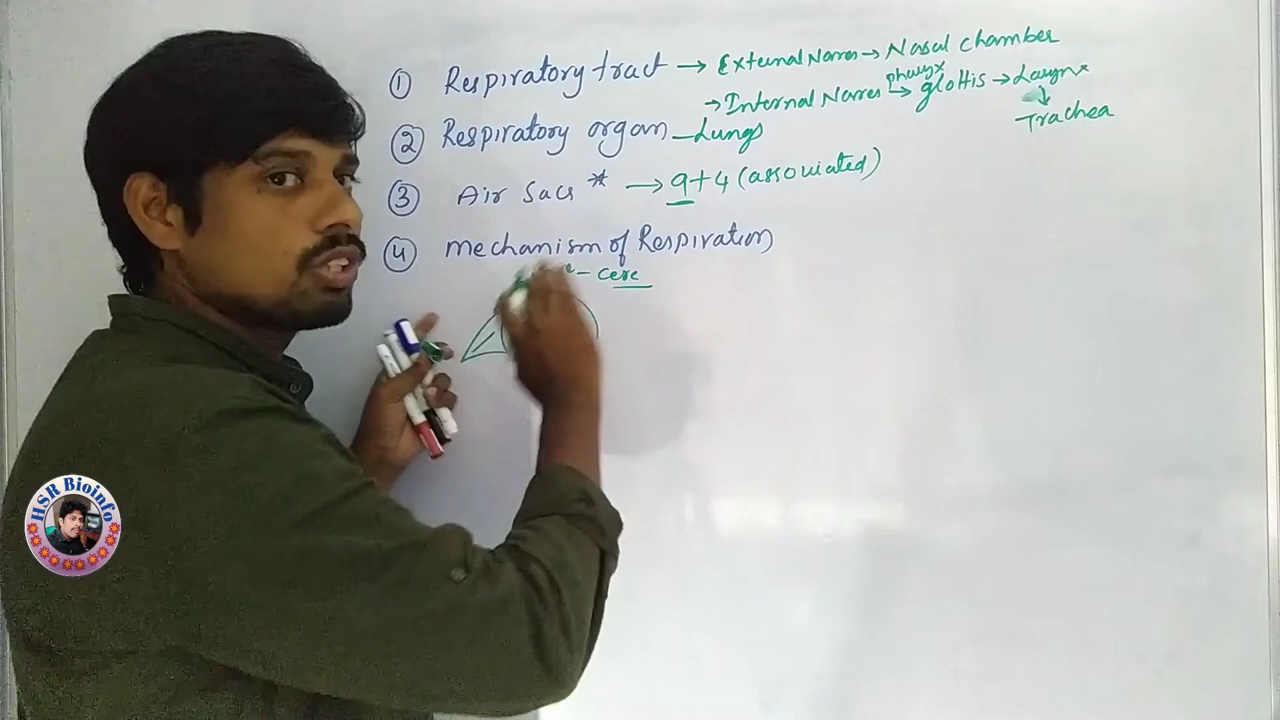 ① Respiratory tract → External Nares → Nasal chamber
→ Internal Nares pharyx → glottis → Larynx
↓
Trachea
② Respiratory organ - Lungs
③ Air Sacs * → 9+4 (associated)
④ mechanism of Respiration
- cere
HSR Bioinfo